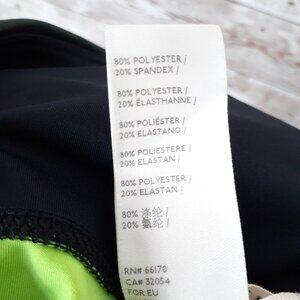 80% POLYESTER /
20% SPANDEX /
80% POLYESTER /
20% ÉLASTHANNE /
80% POLIÉSTER /
20% ELASTANO /
80% POLIESTERE /
20% ELASTAN /
80% POLYESTER /
20% ELASTAN /
80% 涤纶 /
20% 氨纶 /
RN# 66170
CA# 32054
FOR EU